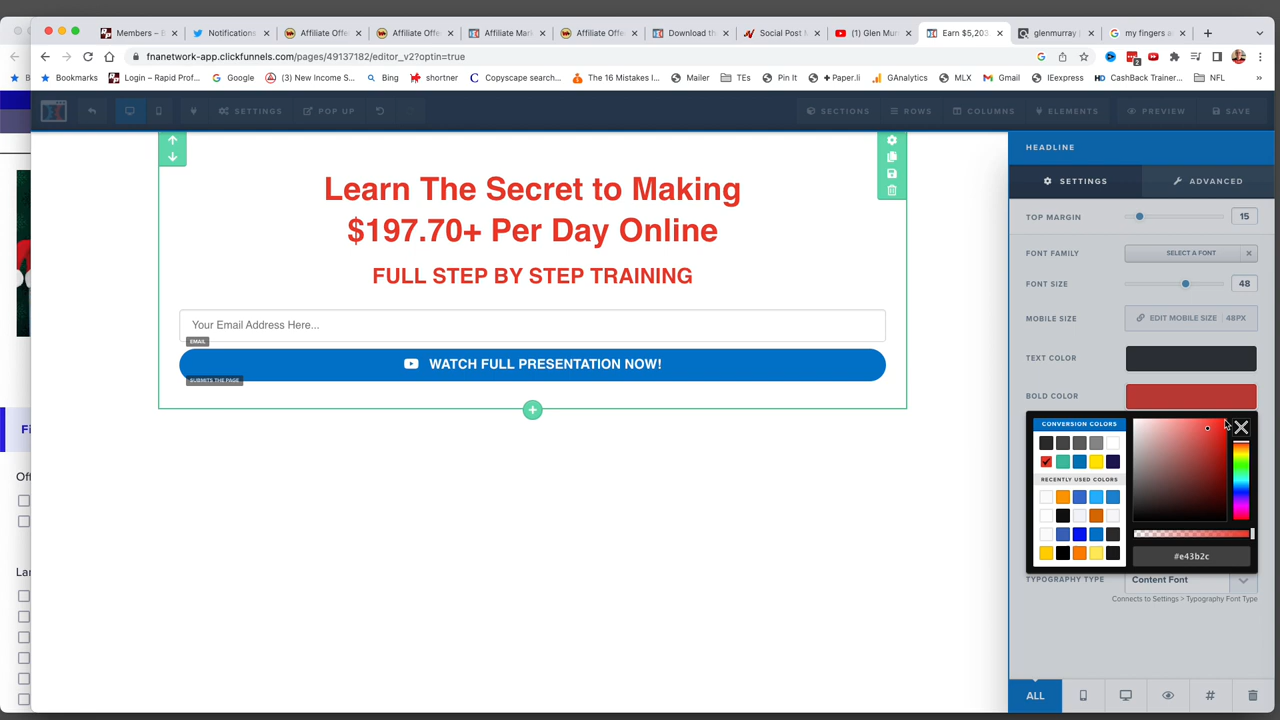 Members – B
Notifications
Affiliate Offe
Affiliate Offe
Affiliate Mar
Affiliate Offe
Download th
Social Post M
(1) Glen Mur
Earn $5,203.
glenmurray |
my fingers a
fnanetwork-app.clickfunnels.com/pages/49137182/editor_v2?optin=true
Bookmarks
Login – Rapid Prof...
Google
(3) New Income S...
Bing
shortner
Copyscape search...
The 16 Mistakes I...
Mailer
TEs
Pin It
Paper.li
GAnalytics
MLX
Gmail
IEexpress
CashBack Trainer...
NFL
SETTINGS
POP UP
SECTIONS
ROWS
COLUMNS
ELEMENTS
PREVIEW
SAVE
Learn The Secret to Making
$197.70+ Per Day Online
FULL STEP BY STEP TRAINING
Your Email Address Here...
EMAIL
WATCH FULL PRESENTATION NOW!
SUBMITS THE PAGE
HEADLINE
SETTINGS
ADVANCED
TOP MARGIN
15
FONT FAMILY
SELECT A FONT
FONT SIZE
48
MOBILE SIZE
EDIT MOBILE SIZE
48PX
TEXT COLOR
BOLD COLOR
CONVERSION COLORS
RECENTLY USED COLORS
#e43b2c
TYPOGRAPHY TYPE
Content Font
Connects to Settings > Typography Font Type
ALL
Fi
Off
Lan